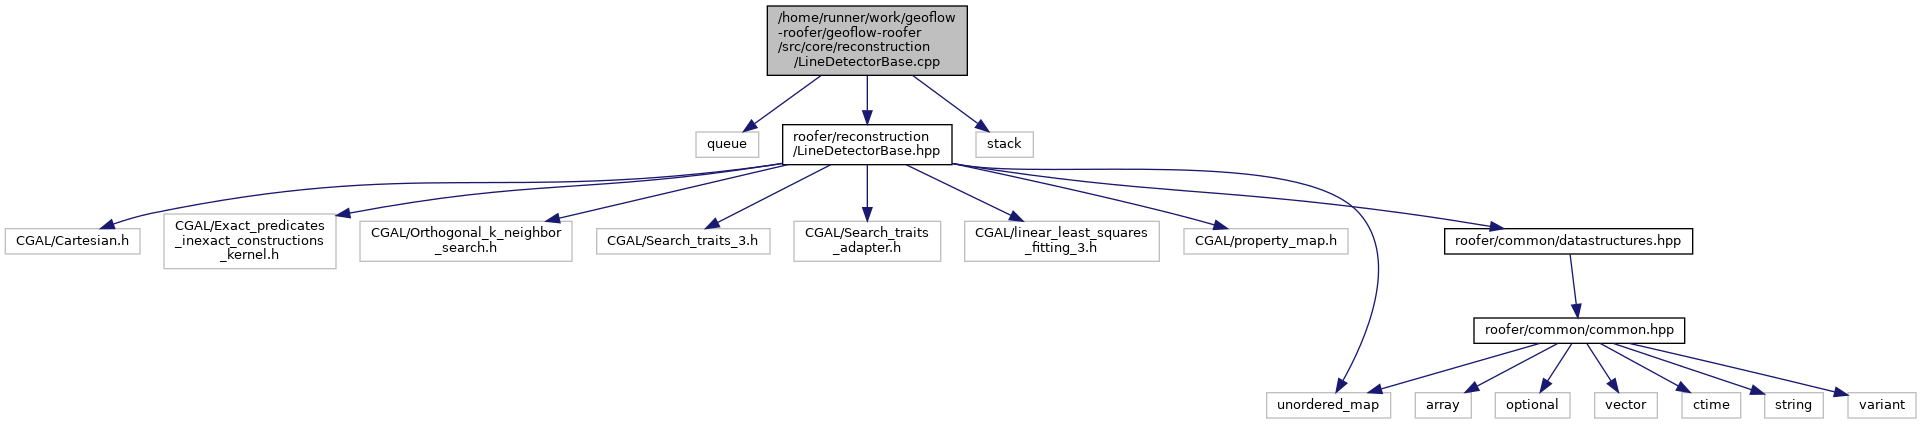 /home/runner/work/geoflow
-roofer/geoflow-roofer
/src/core/reconstruction
/LineDetectorBase.cpp
queue
roofer/reconstruction
/LineDetectorBase.hpp
stack
CGAL/Cartesian.h
CGAL/Exact_predicates
_inexact_constructions
_kernel.h
CGAL/Orthogonal_k_neighbor
_search.h
CGAL/Search_traits_3.h
CGAL/Search_traits
_adapter.h
CGAL/linear_least_squares
_fitting_3.h
CGAL/property_map.h
roofer/common/datastructures.hpp
roofer/common/common.hpp
unordered_map
array
optional
vector
ctime
string
variant